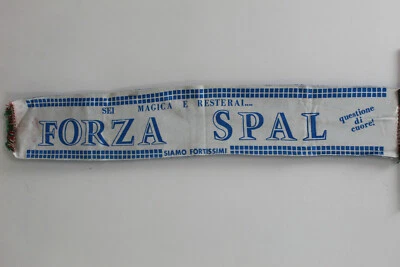 SEI MAGICA E RESTERAI....
FORZA SPAL
questione
di
cuore!
SIAMO FORTISSIMI